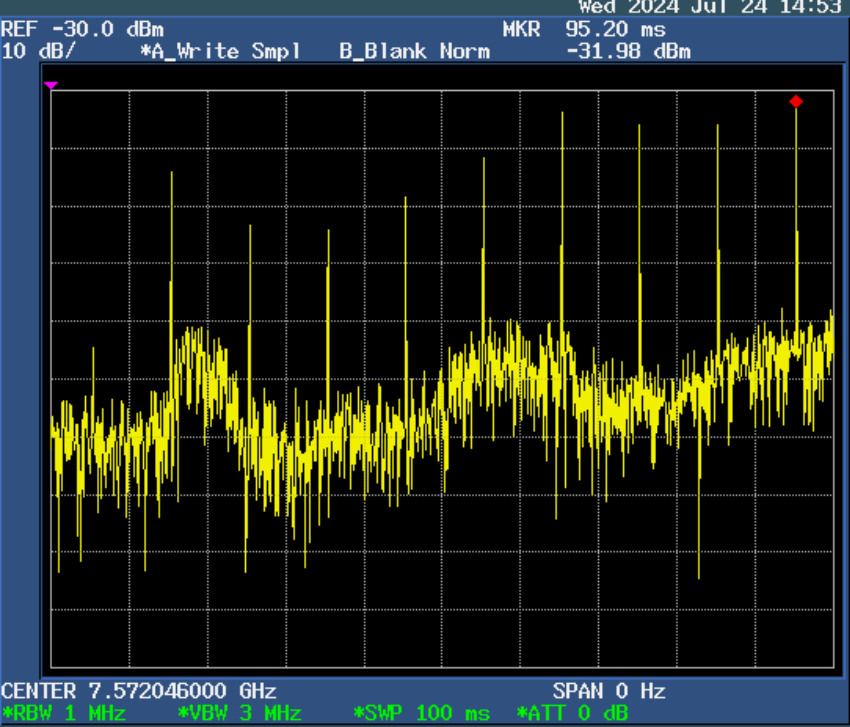 Wed 2024 Jul 24 14:53
REF -30.0 dBm MKR 95.20 ms
10 dB/ *A_Write Smpl B_Blank Norm -31.98 dBm
CENTER 7.572046000 GHz SPAN 0 Hz
*RBW 1 MHz *VBW 3 MHz *SWP 100 ms *ATT 0 dB